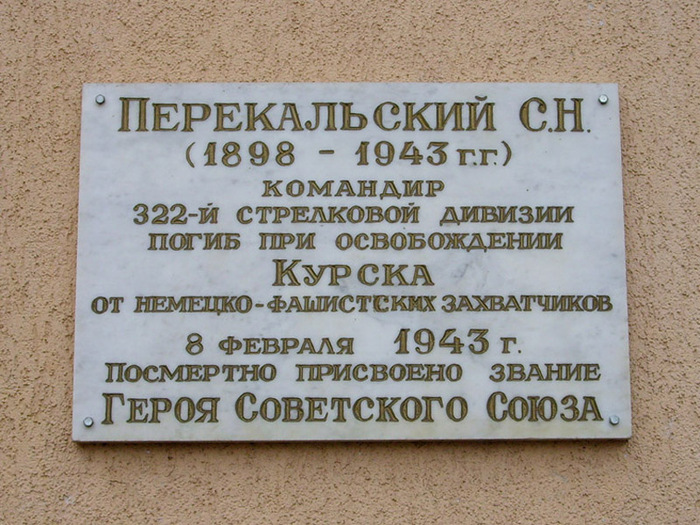 ПЕРЕКАЛЬСКИЙ С.Н.
(1898 - 1943 г.г.)
КОМАНДИР
322-Й СТРЕЛКОВОЙ ДИВИЗИИ
ПОГИБ ПРИ ОСВОБОЖДЕНИИ
КУРСКА
ОТ НЕМЕЦКО-ФАШИСТСКИХ ЗАХВАТЧИКОВ
8 ФЕВРАЛЯ 1943 Г.
ПОСМЕРТНО ПРИСВОЕНО ЗВАНИЕ
ГЕРОЯ СОВЕТСКОГО СОЮЗА